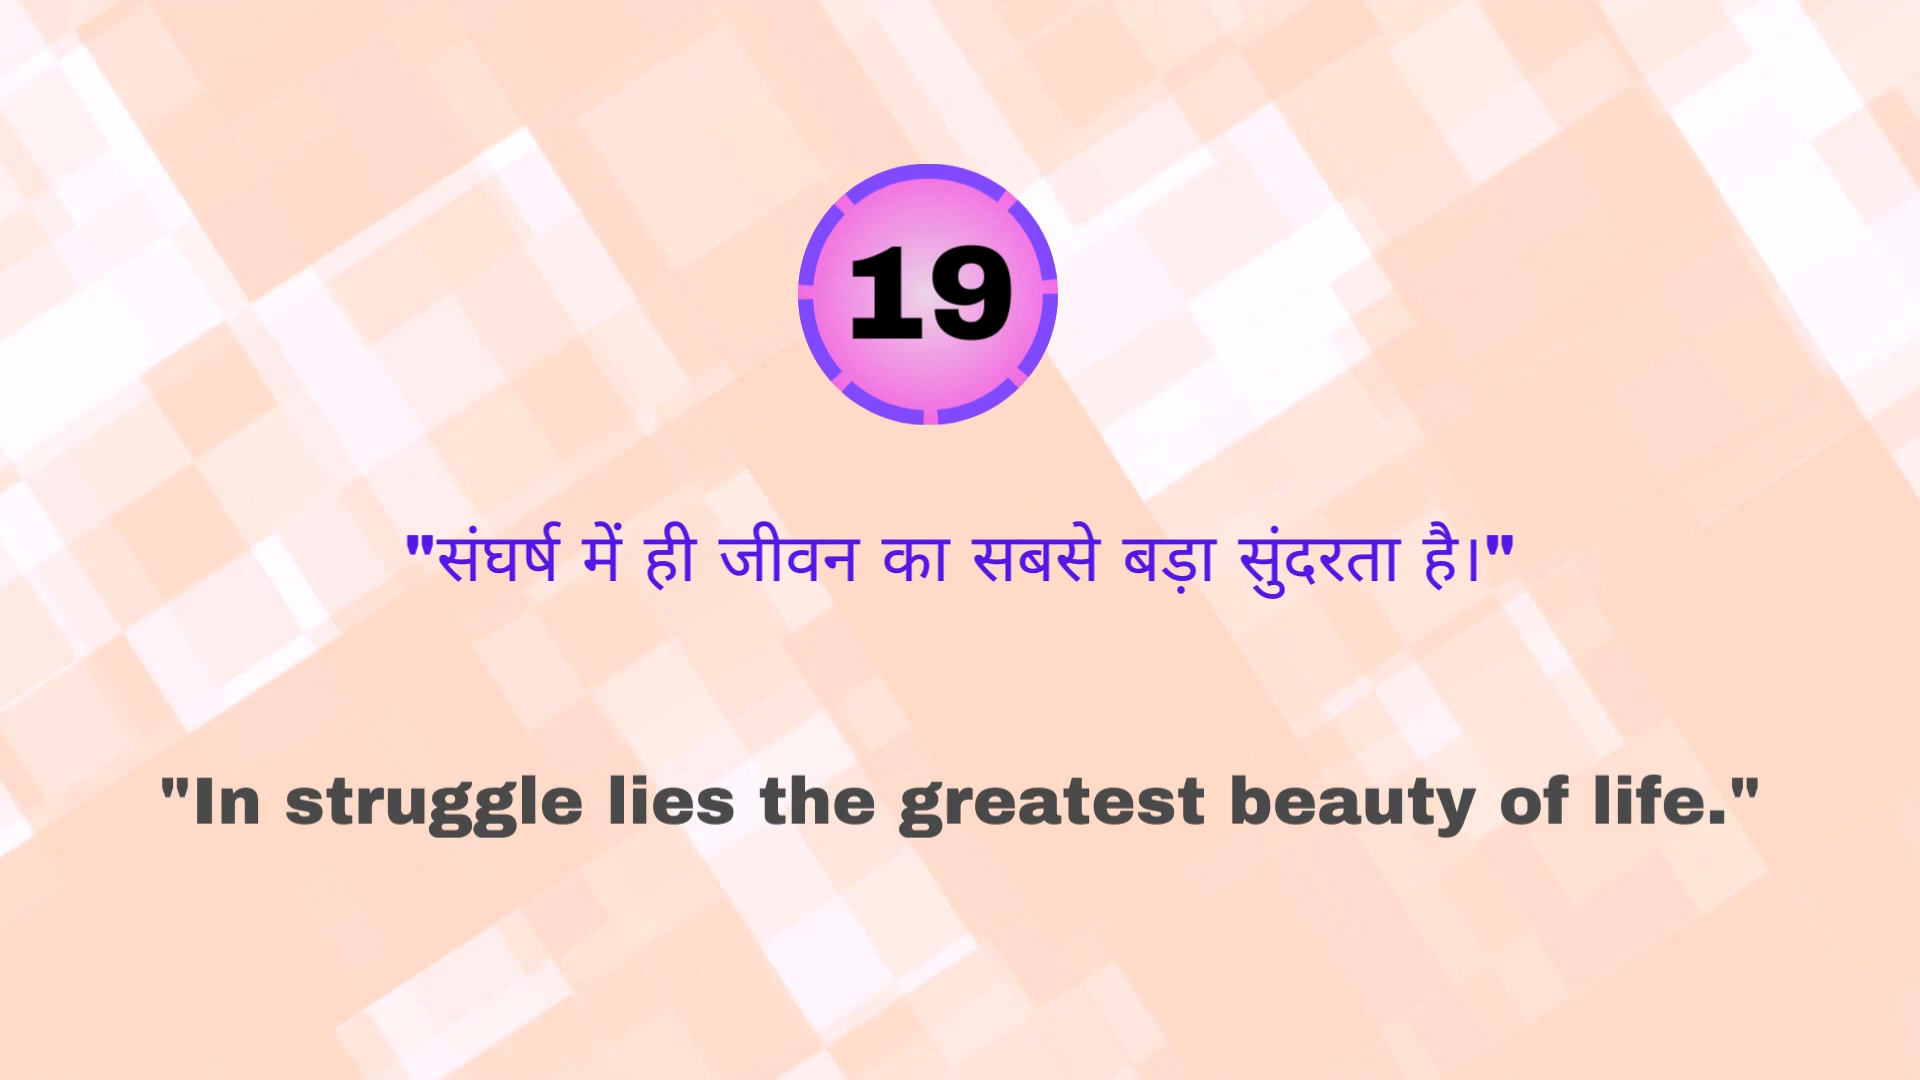 19
"संघर्ष में ही जीवन का सबसे बड़ा सुंदरता है।"
"In struggle lies the greatest beauty of life."